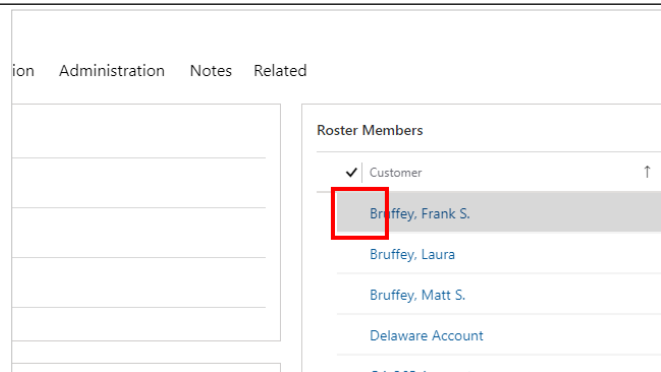 ion Administration Notes Related
Roster Members
Customer
Bruffey, Frank S.
Bruffey, Laura
Bruffey, Matt S.
Delaware Account